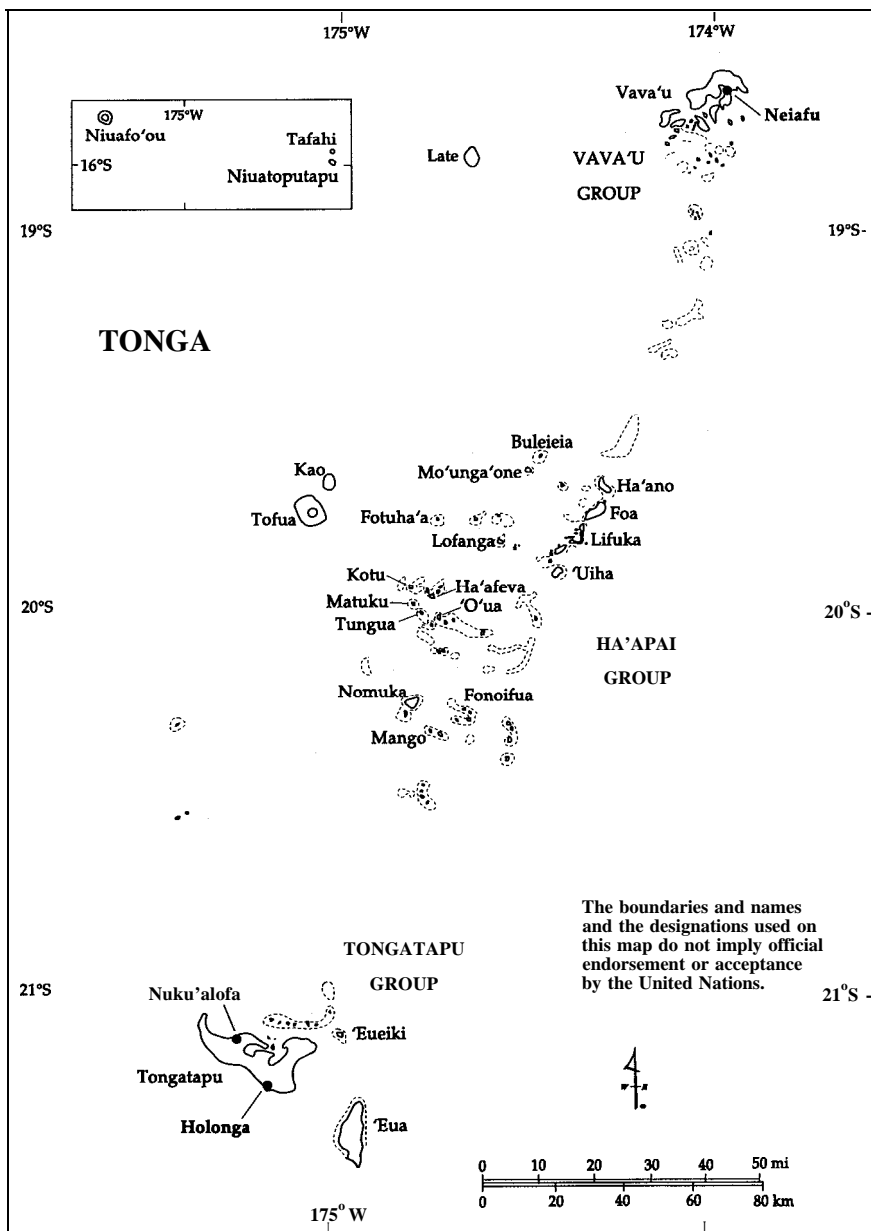 175°W
174°W
175°W
Niuafo‘ou
16°S
Tafahi
Niuatoputapu
Vava‘u
Neiafu
Late
VAVA‘U
GROUP
19°S
19°S-
TONGA
Buleieia
Mo‘unga‘one
Kao
Ha‘ano
Tofua
Fotuha‘a
Foa
Lofanga
Lifuka
‘Uiha
Kotu
Ha‘afeva
Matuku
‘O‘ua
Tungua
20°S
20°S
HA’APAI
GROUP
Nomuka
Fonoifua
Mango
The boundaries and names
and the designations used on
this map do not imply official
endorsement or acceptance
by the United Nations.
TONGATAPU
GROUP
21°S
21°S
Nuku’alofa
‘Eueiki
Tongatapu
Holonga
‘Eua
0 10 20 30 40 50 mi
0 20 40 60 80 km
175° W